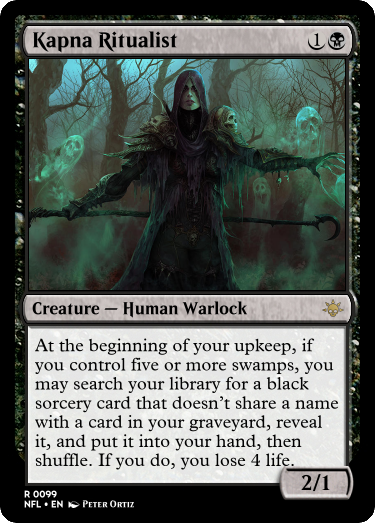 Kapna Ritualist 1
Creature — Human Warlock
At the beginning of your upkeep, if
you control five or more swamps, you
may search your library for a black
sorcery card that doesn't share a name
with a card in your graveyard, reveal
it, and put it into your hand, then
shuffle. If you do, you lose 4 life.
2/1
R 0099
NFL • EN Peter Ortiz